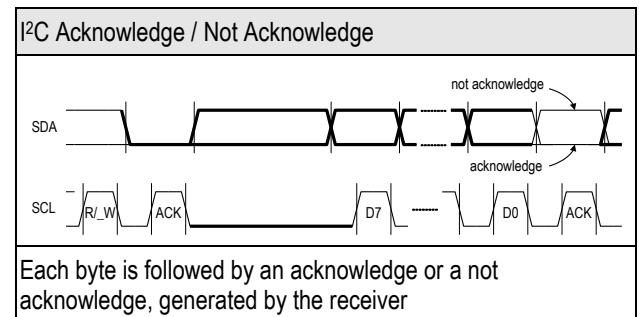 I²C Acknowledge / Not Acknowledge
not acknowledge
SDA
acknowledge
SCL R/_W ACK D7 D0 ACK
Each byte is followed by an acknowledge or a not
acknowledge, generated by the receiver